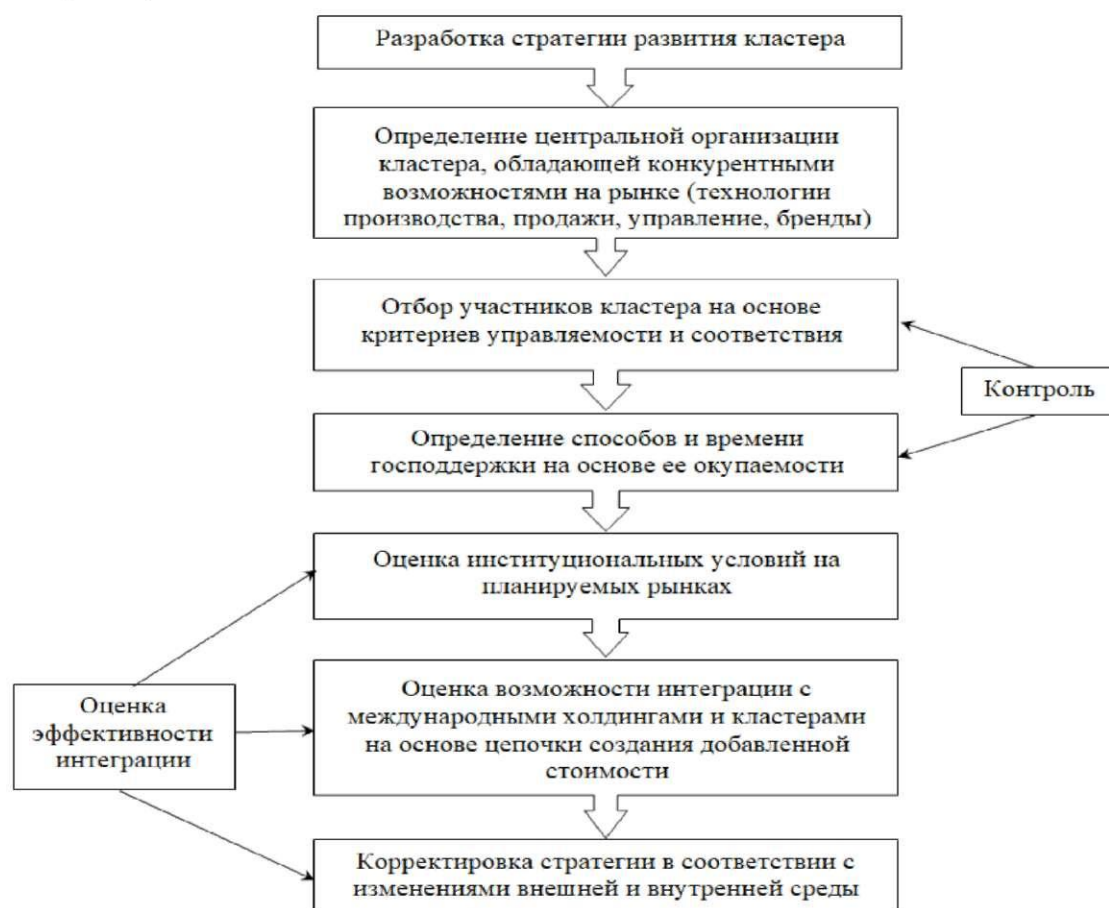 Разработка стратегии развития кластера
Определение центральной организации
кластера, обладающей конкурентными
возможностями на рынке (технологии
производства, продажи, управление, бренды)
Отбор участников кластера на основе
критериев управляемости и соответствия
Контроль
Определение способов и времени
господдержки на основе ее окупаемости
Оценка институциональных условий на
планируемых рынках
Оценка
эффективности
интеграции
Оценка возможности интеграции с
международными холдингами и кластерами
на основе цепочки создания добавленной
стоимости
Корректировка стратегии в соответствии с
изменениями внешней и внутренней среды